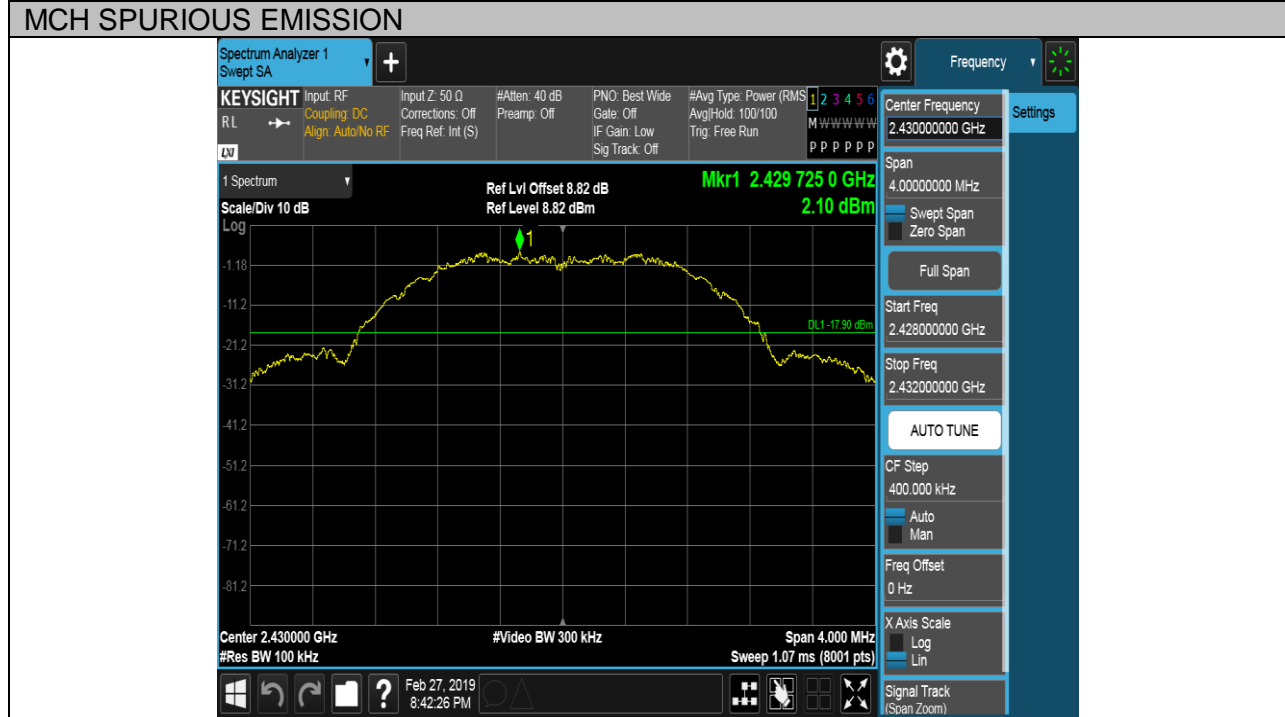 MCH SPURIOUS EMISSION
Spectrum Analyzer 1
Swept SA
+
Frequency
KEYSIGHT
RL
LXI
Input: RF
Coupling: DC
Align: Auto/No RF
Input Z: 50 Ω
Corrections: Off
Freq Ref: Int (S)
#Atten: 40 dB
Preamp: Off
PNO: Best Wide
Gate: Off
IF Gain: Low
Sig Track: Off
#Avg Type: Power (RMS
Avg|Hold: 100/100
Trig: Free Run
1 2 3 4 5 6
M W W W W W
P P P P P P
1 Spectrum
Scale/Div 10 dB
Log
Ref Lvl Offset 8.82 dB
Ref Level 8.82 dBm
Mkr1 2.429 725 0 GHz
2.10 dBm
1
-1.18
-11.2
-21.2
-31.2
-41.2
-51.2
-61.2
-71.2
-81.2
DL1 -17.90 dBm
Center 2.430000 GHz
#Res BW 100 kHz
#Video BW 300 kHz
Span 4.000 MHz
Sweep 1.07 ms (8001 pts)
?
Feb 27, 2019
8:42:26 PM
Center Frequency
2.430000000 GHz
Settings
Span
4.00000000 MHz
Swept Span
Zero Span
Full Span
Start Freq
2.428000000 GHz
Stop Freq
2.432000000 GHz
AUTO TUNE
CF Step
400.000 kHz
Auto
Man
Freq Offset
0 Hz
X Axis Scale
Log
Lin
Signal Track
(Span Zoom)